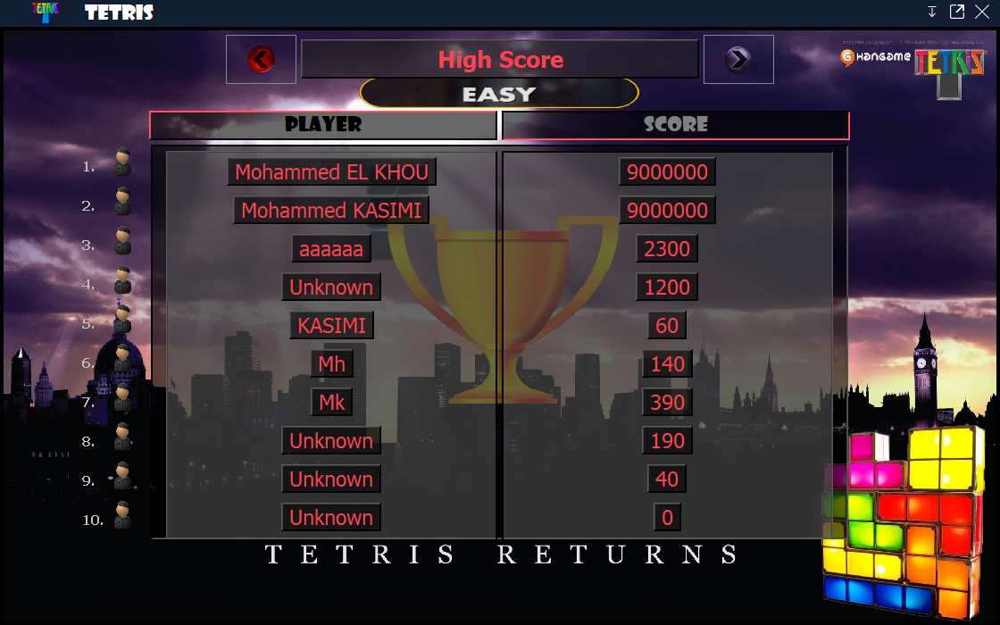 TETRIS TETRIS
High Score
HANGAME TETRIS
EASY
PLAYER SCORE
1. Mohammed EL KHOU 9000000
2. Mohammed KASIMI 9000000
3. aaaaaa 2300
4. Unknown 1200
5. KASIMI 60
6. Mh 140
7. Mk 390
8. Unknown 190
9. Unknown 40
10. Unknown 0
TETRIS RETURNS